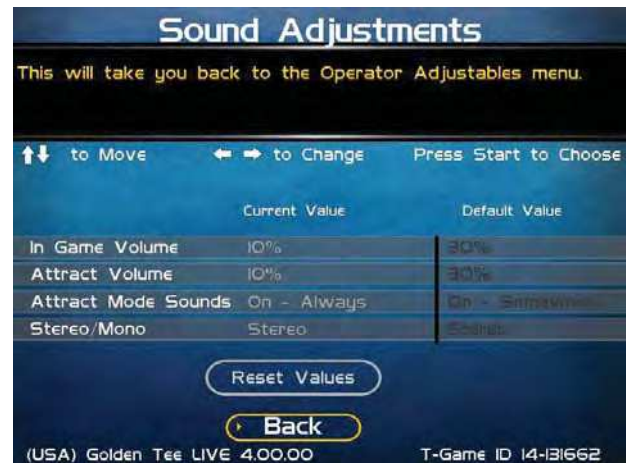 Sound Adjustments
This will take you back to the Operator Adjustables menu.
to Move to Change Press Start to Choose
Current Value Default Value
In Game Volume 10% 30%
Attract Volume 10% 30%
Attract Mode Sounds On - Always On -
Stereo/Mono Stereo Stereo
Reset Values
Back
(USA) Golden Tee LIVE 4.00.00 T-Game ID 14-131662